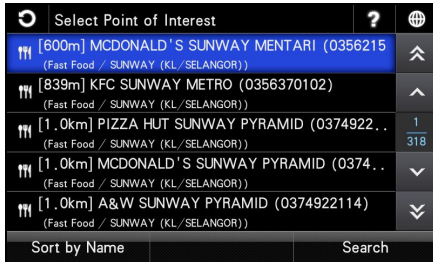 Select Point of Interest ?
[600m] MCDONALD'S SUNWAY MENTARI (0356215
(Fast Food / SUNWAY (KL/SELANGOR))
[839m] KFC SUNWAY METRO (0356370102)
(Fast Food / SUNWAY (KL/SELANGOR))
[1.0km] PIZZA HUT SUNWAY PYRAMID (0374922..
(Fast Food / SUNWAY (KL/SELANGOR))
1
318
[1.0km] MCDONALD'S SUNWAY PYRAMID (0374..
(Fast Food / SUNWAY (KL/SELANGOR))
[1.0km] A&W SUNWAY PYRAMID (0374922114)
(Fast Food / SUNWAY (KL/SELANGOR))
Sort by Name Search